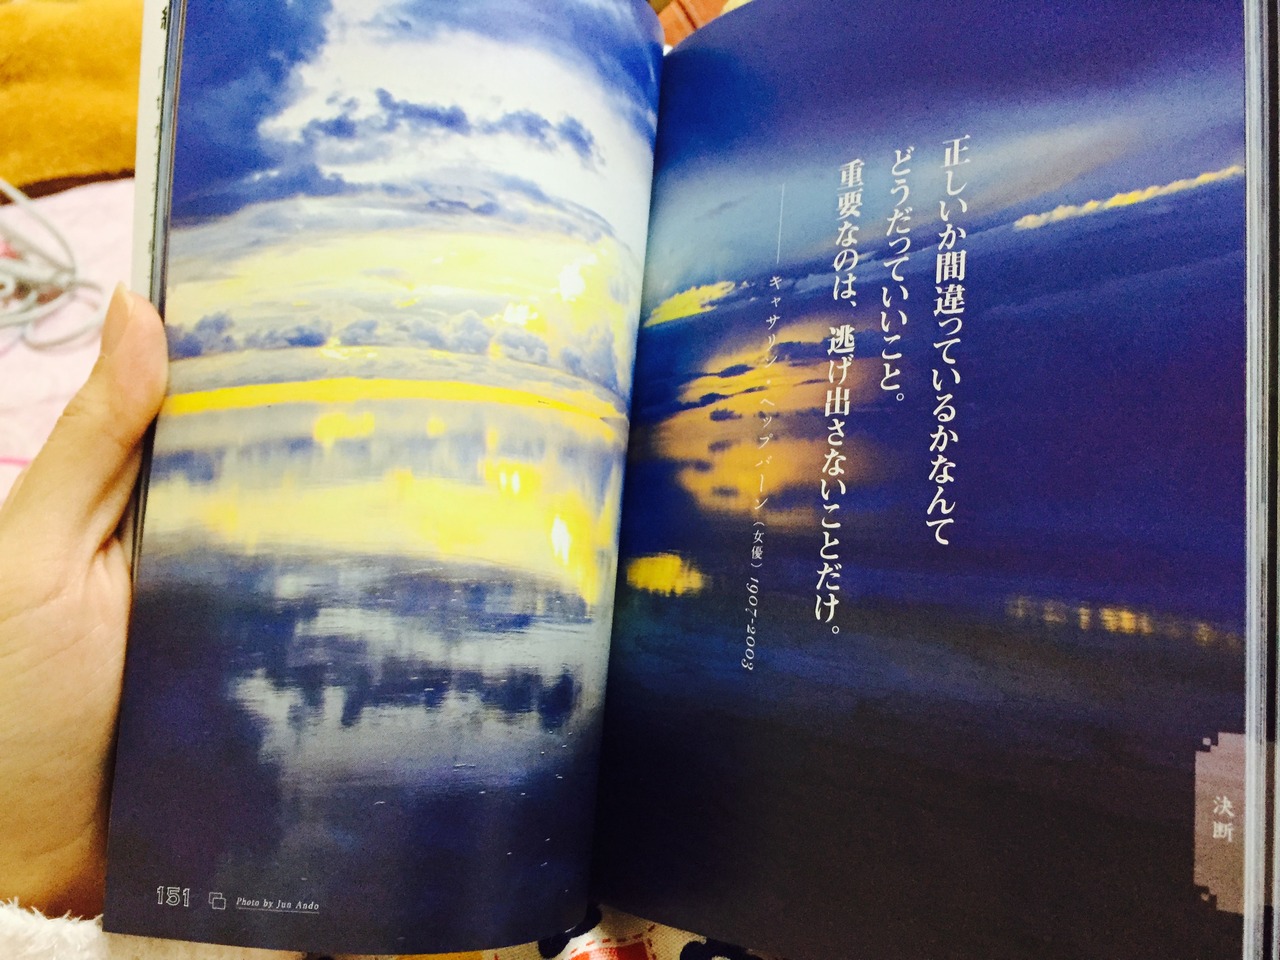 正しいか間違っているかなんて
どうだっていいこと。
重要なのは、逃げ出さないことだけ。
キャサリン・ヘップバーン（女優）1907-2003
決断
151
Photo by Jun Ando